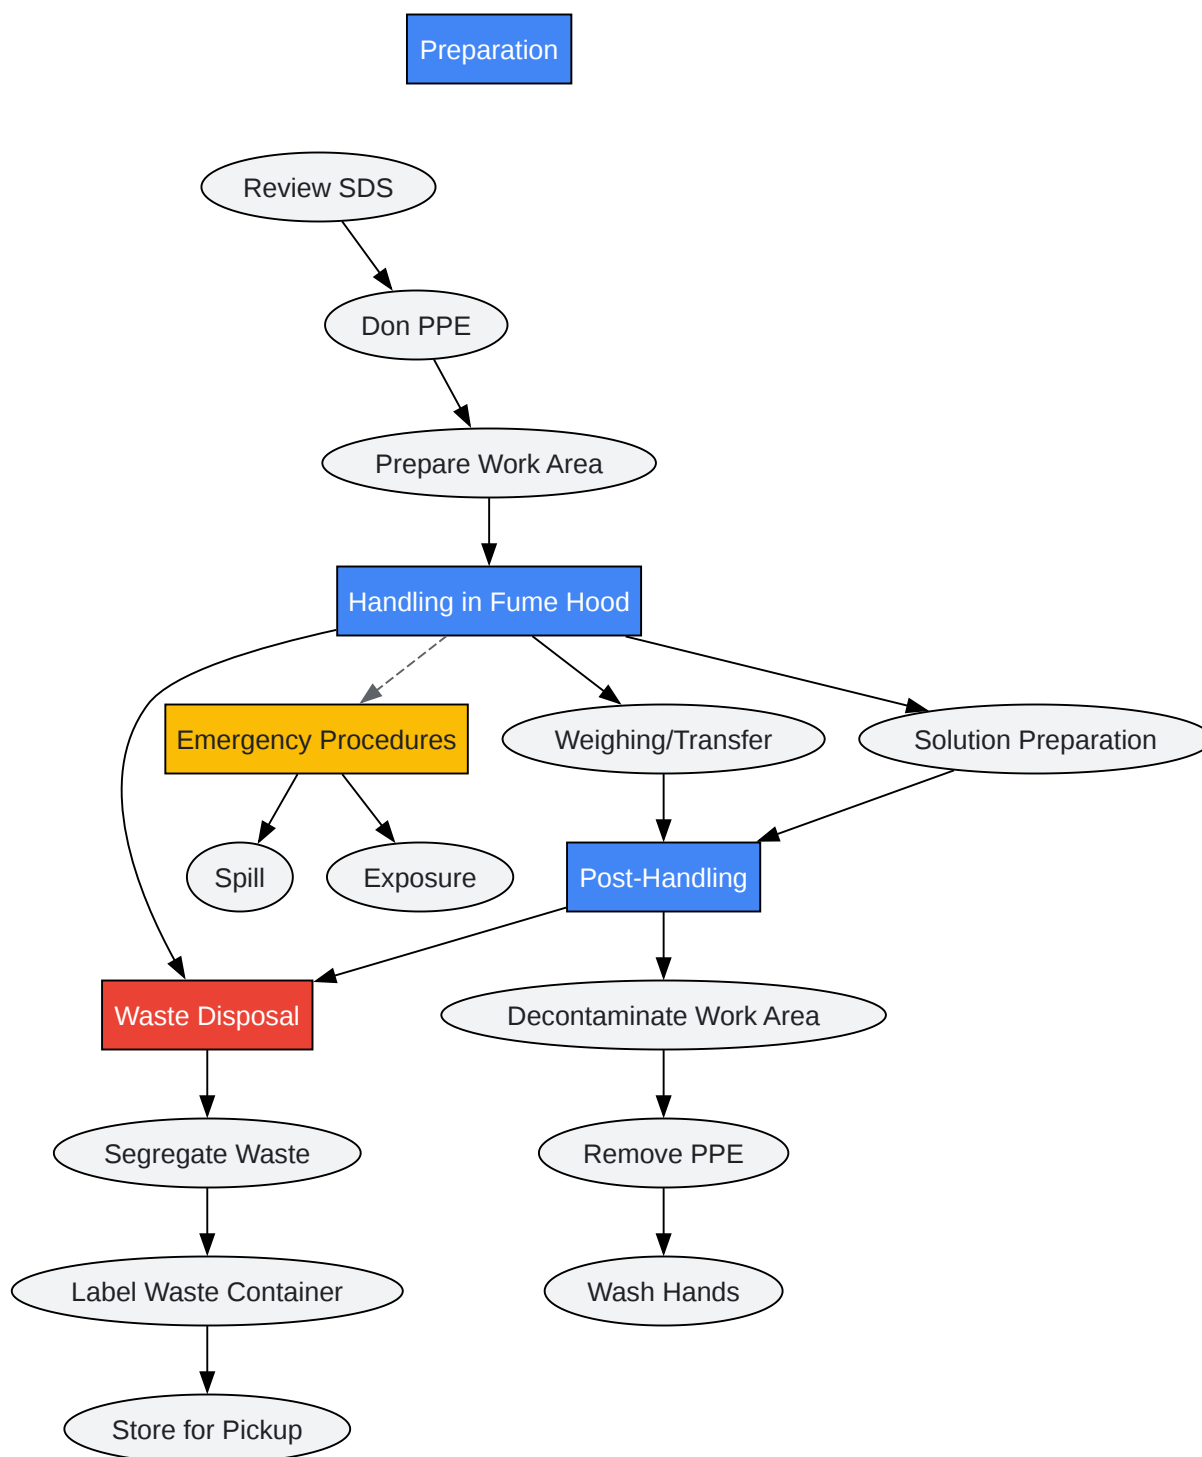 Preparation
Review SDS
Don PPE
Prepare Work Area
Handling in Fume Hood
Emergency Procedures
Weighing/Transfer
Solution Preparation
Spill
Exposure
Post-Handling
Waste Disposal
Decontaminate Work Area
Segregate Waste
Remove PPE
Label Waste Container
Wash Hands
Store for Pickup